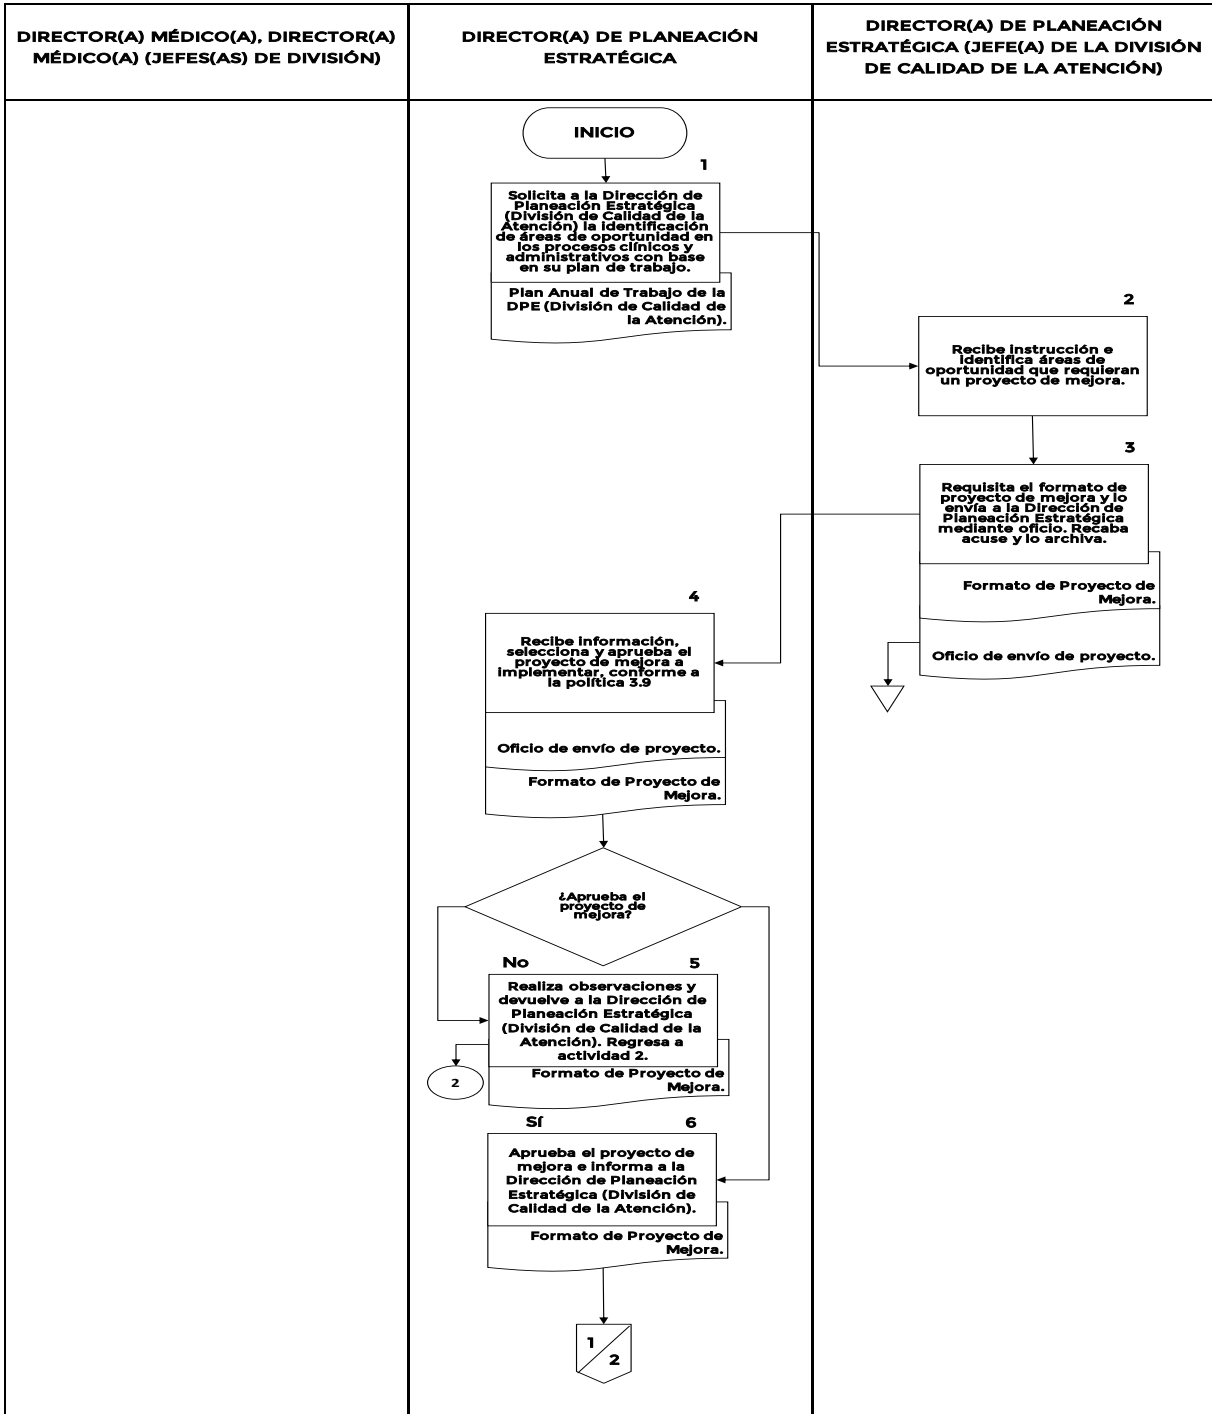 DIRECTOR(A) MÉDICO(A), DIRECTOR(A)
MÉDICO(A) (JEFES(AS) DE DIVISIÓN)
DIRECTOR(A) DE PLANEACIÓN
ESTRATÉGICA
DIRECTOR(A) DE PLANEACIÓN
ESTRATÉGICA (JEFE(A) DE LA DIVISIÓN
DE CALIDAD DE LA ATENCIÓN)
INICIO
1
Solicita a la Dirección de
Planeación Estratégica
(División de Calidad de la
Atención) la identificación
de áreas de oportunidad en
los procesos clínicos y
administrativos con base
en su plan de trabajo.
Plan Anual de Trabajo de la
DPE (División de Calidad de
la Atención).
2
Recibe instrucción e
identifica áreas de
oportunidad que requieran
un proyecto de mejora.
3
Requisita el formato de
proyecto de mejora y lo
envía a la Dirección de
Planeación Estratégica
mediante oficio. Recaba
acuse y lo archiva.
Formato de Proyecto de
Mejora.
Oficio de envío de proyecto.
4
Recibe información,
selecciona y aprueba el
proyecto de mejora a
implementar, conforme a
la política 3.9
Oficio de envío de proyecto.
Formato de Proyecto de
Mejora.
¿Aprueba el
proyecto de
mejora?
No
5
Realiza observaciones y
devuelve a la Dirección de
Planeación Estratégica
(División de Calidad de la
Atención). Regresa a
actividad 2.
Formato de Proyecto de
Mejora.
2
Sí
6
Aprueba el proyecto de
mejora e informa a la
Dirección de Planeación
Estratégica (División de
Calidad de la Atención).
Formato de Proyecto de
Mejora.
1
2